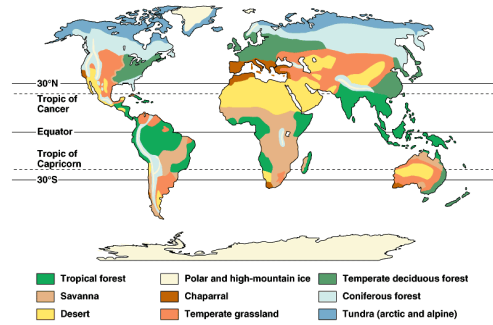 30°N
Tropic of
Cancer
Equator
Tropic of
Capricorn
30°S
Tropical forest
Savanna
Desert
Polar and high-mountain ice
Chaparral
Temperate grassland
Temperate deciduous forest
Coniferous forest
Tundra (arctic and alpine)